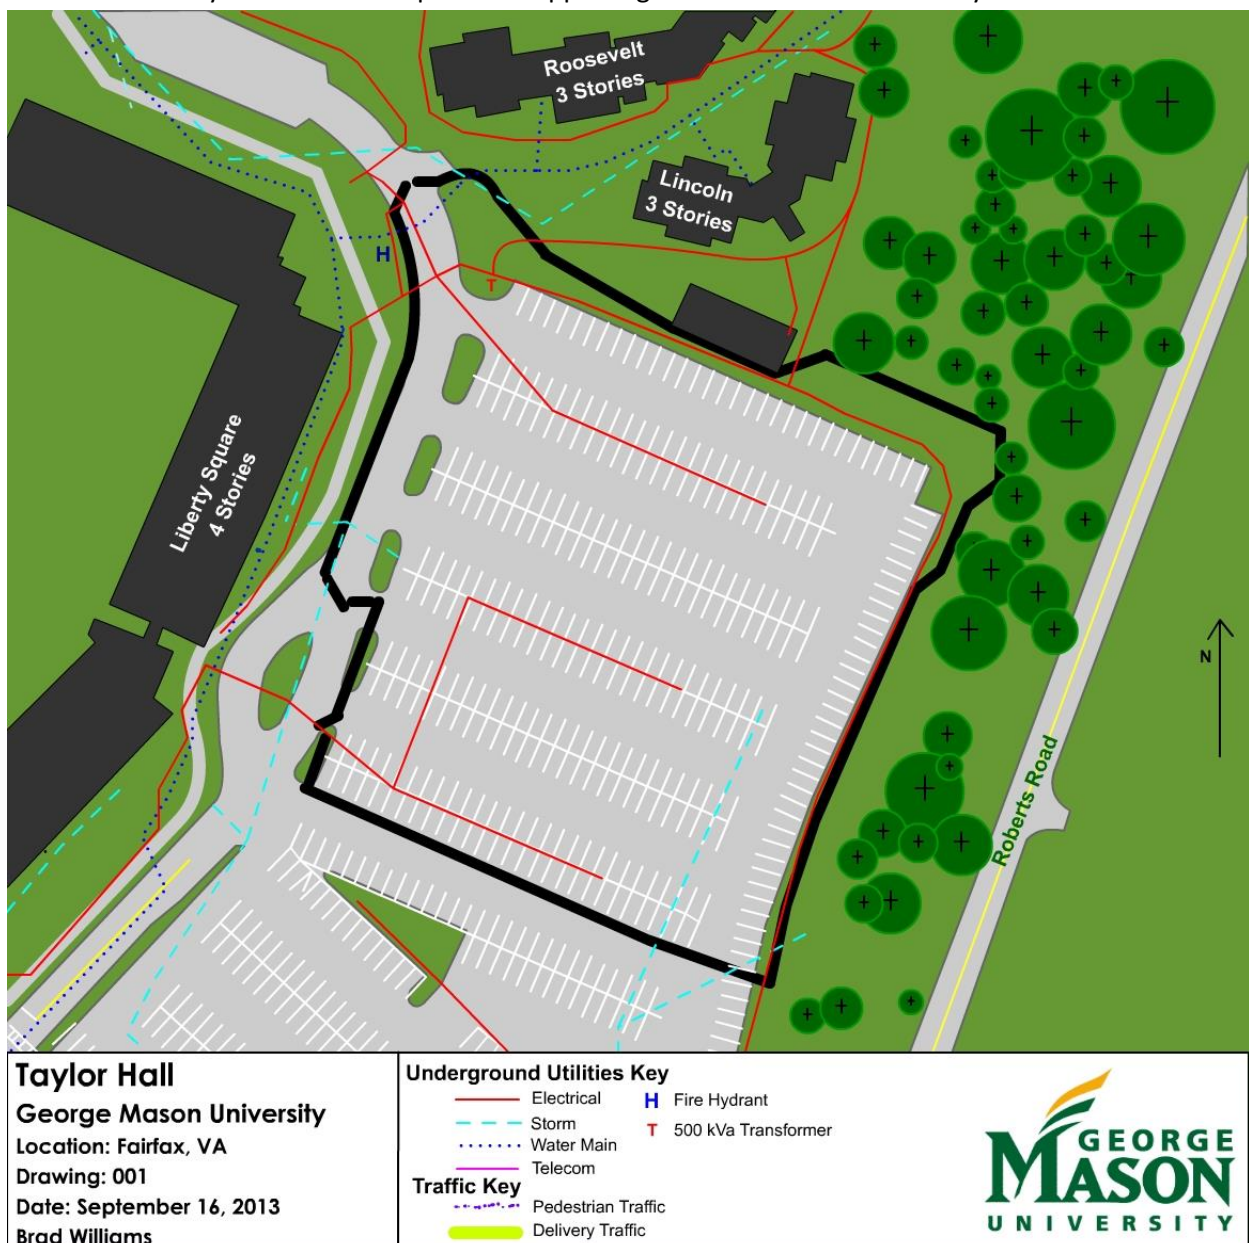 Roosevelt
3 Stories
Lincoln
3 Stories
H
T
Liberty Square
4 Stories
N
Roberts Road
Taylor Hall
George Mason University
Location: Fairfax, VA
Drawing: 001
Date: September 16, 2013
Brad Williams
Underground Utilities Key
Electrical
Storm
Water Main
Telecom
H Fire Hydrant
T 500 kVa Transformer
Traffic Key
Pedestrian Traffic
Delivery Traffic
GEORGE
MASON
UNIVERSITY